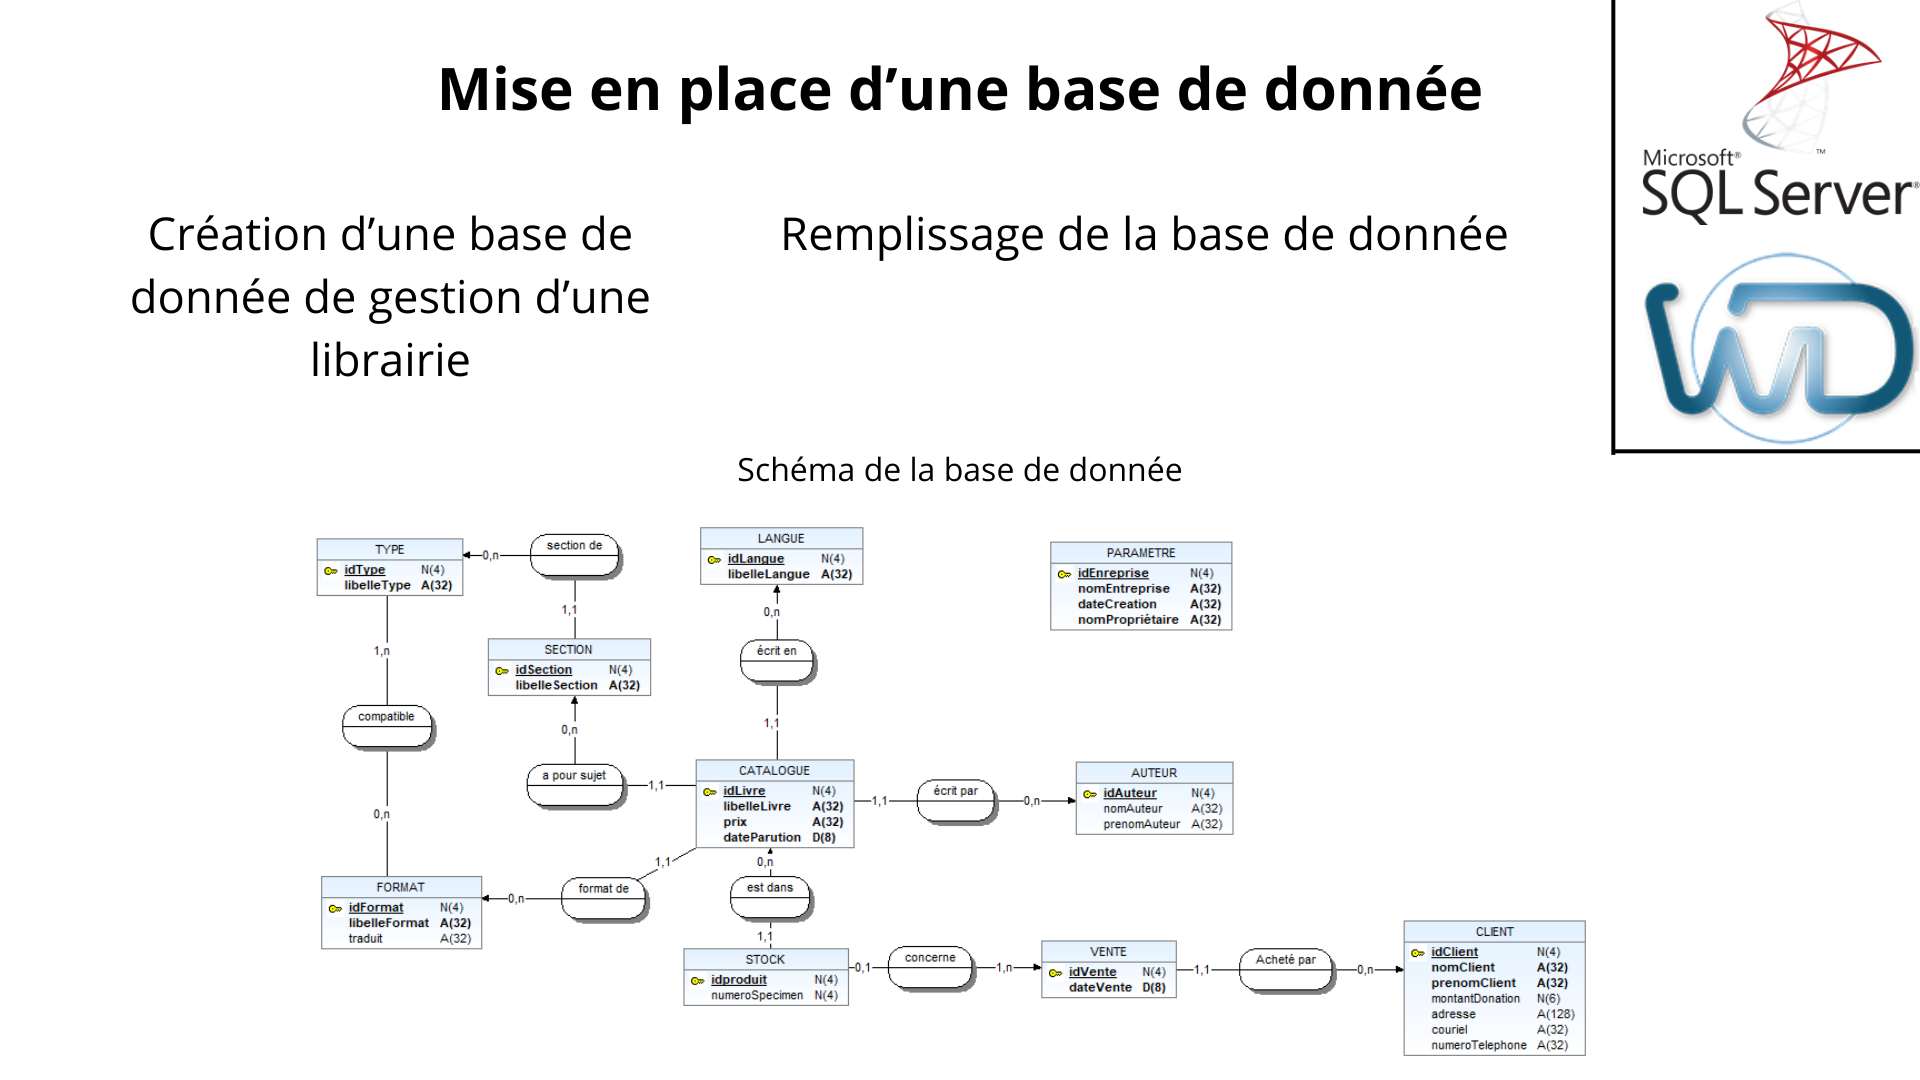 Mise en place d’une base de donnée
Microsoft®
SQL Server®
™
Création d’une base de
donnée de gestion d’une
librairie
Remplissage de la base de donnée
WD
Schéma de la base de donnée
TYPE
idType N(4)
libelleType A(32)
0,n
section de
1,1
SECTION
idSection N(4)
libelleSection A(32)
1,n
compatible
0,n
0,n
a pour sujet
1,1
LANGUE
idLangue N(4)
libelleLangue A(32)
0,n
écrit en
1,1
PARAMETRE
idEnreprise N(4)
nomEntreprise A(32)
dateCreation A(32)
nomPropriétaire A(32)
CATALOGUE
idLivre N(4)
libelleLivre A(32)
prix A(32)
dateParution D(8)
1,1
écrit par
0,n
AUTEUR
idAuteur N(4)
nomAuteur A(32)
prenomAuteur A(32)
FORMAT
idFormat N(4)
libelleFormat A(32)
traduit A(32)
0,n
format de
1,1
0,n
est dans
1,1
STOCK
idproduit N(4)
numeroSpecimen N(4)
0,1
concerne
1,n
VENTE
idVente N(4)
dateVente D(8)
1,1
Acheté par
0,n
CLIENT
idClient N(4)
nomClient A(32)
prenomClient A(32)
montantDonation N(6)
adresse A(128)
couriel A(32)
numeroTelephone A(32)